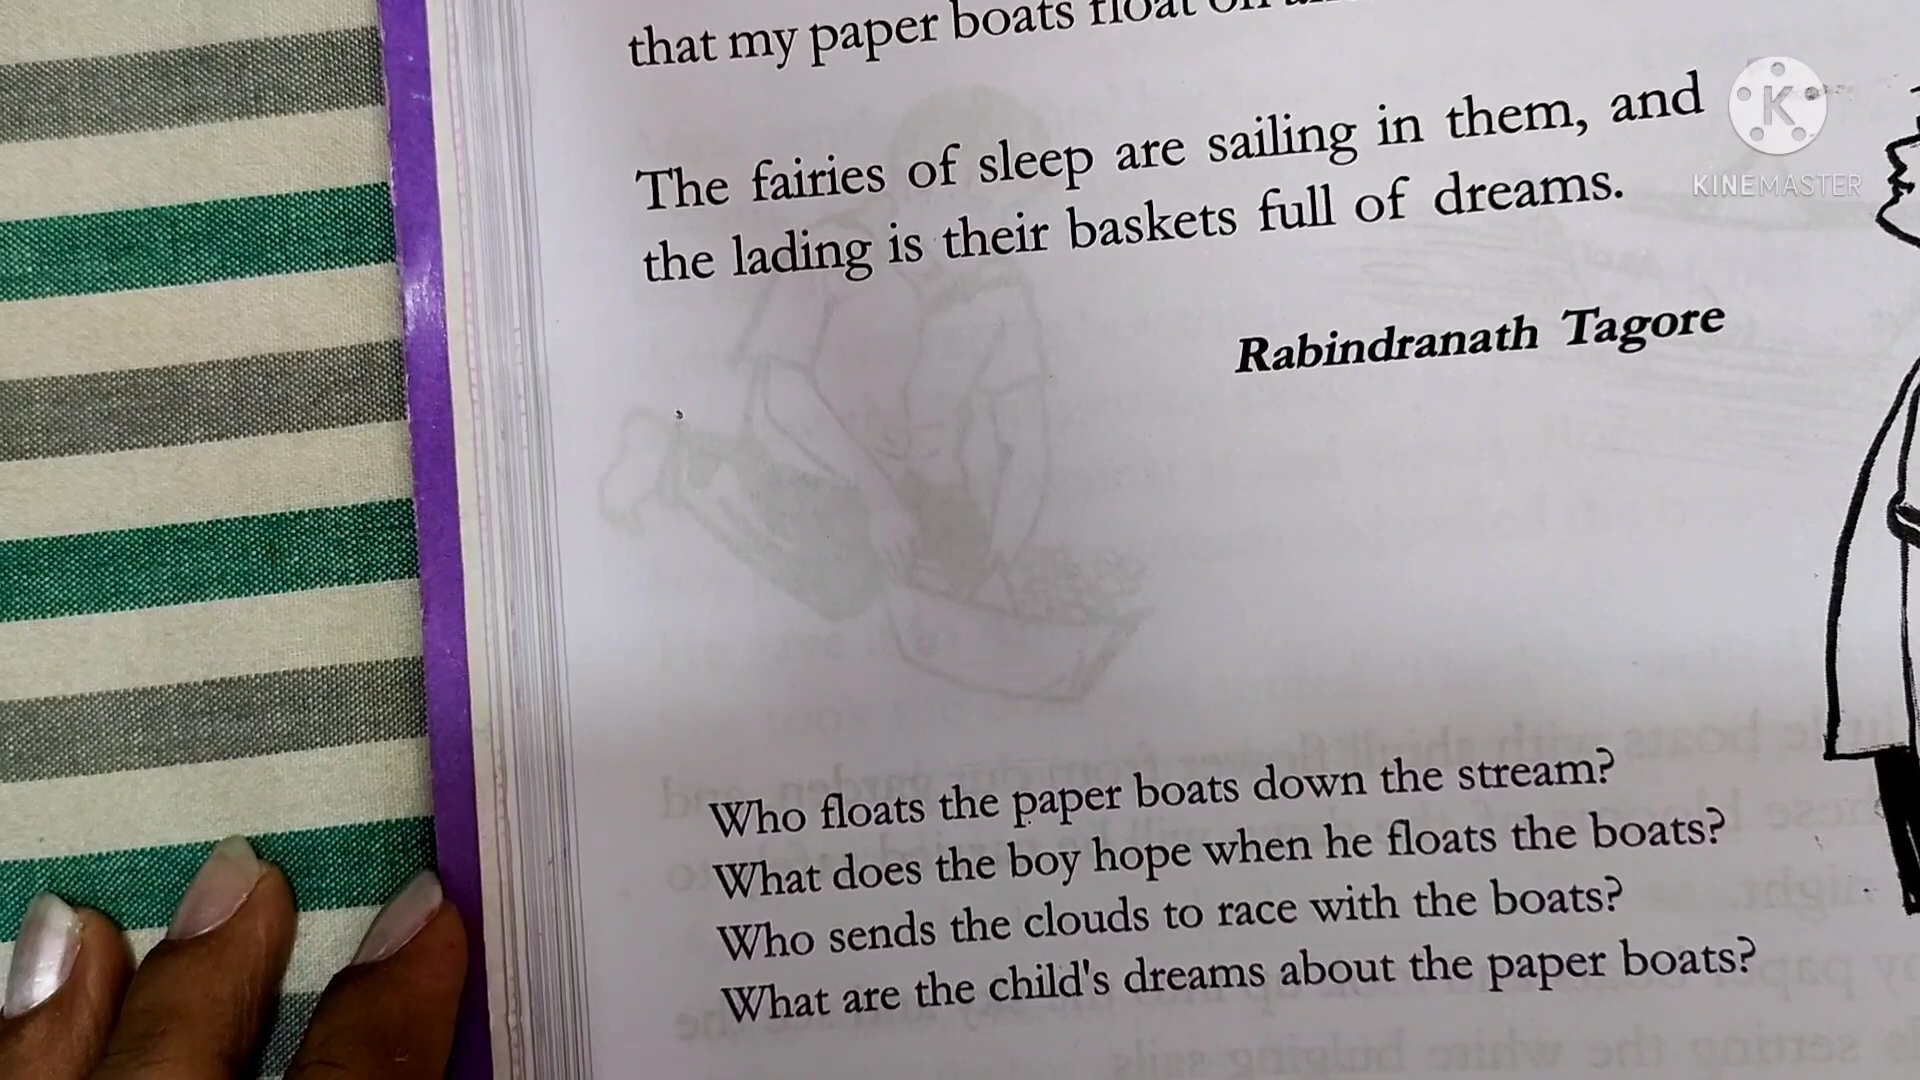 that my paper boats float on
K
KINEMASTER
The fairies of sleep are sailing in them, and
the lading is their baskets full of dreams.
Rabindranath Tagore
Who floats the paper boats down the stream?
What does the boy hope when he floats the boats?
Who sends the clouds to race with the boats?
What are the child's dreams about the paper boats?